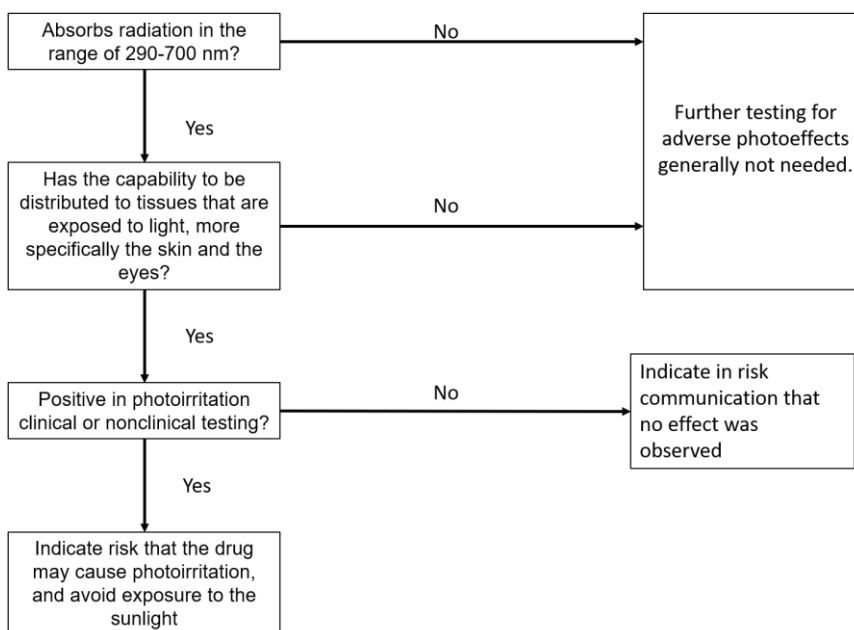 Absorbs radiation in the
range of 290-700 nm?
No
Further testing for
adverse photoeffects
generally not needed.
Yes
Has the capability to be
distributed to tissues that are
exposed to light, more
specifically the skin and the
eyes?
No
Yes
Positive in photoirritation
clinical or nonclinical testing?
No
Indicate in risk
communication that
no effect was
observed
Yes
Indicate risk that the drug
may cause photoirritation,
and avoid exposure to the
sunlight